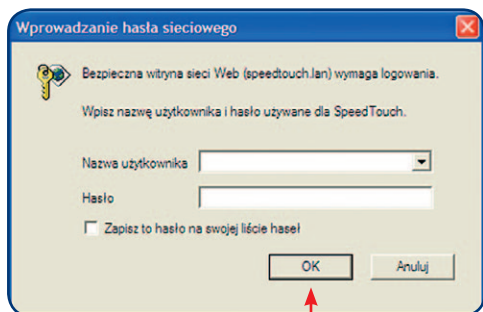 Wprowadzanie hasła sieciowego
Bezpieczna witryna sieci Web (speedtouch.lan) wymaga logowania.
Wpisz nazwę użytkownika i hasło używane dla SpeedTouch.
Nazwa użytkownika
Hasło
Zapisz to hasło na swojej liście haseł
OK Anuluj